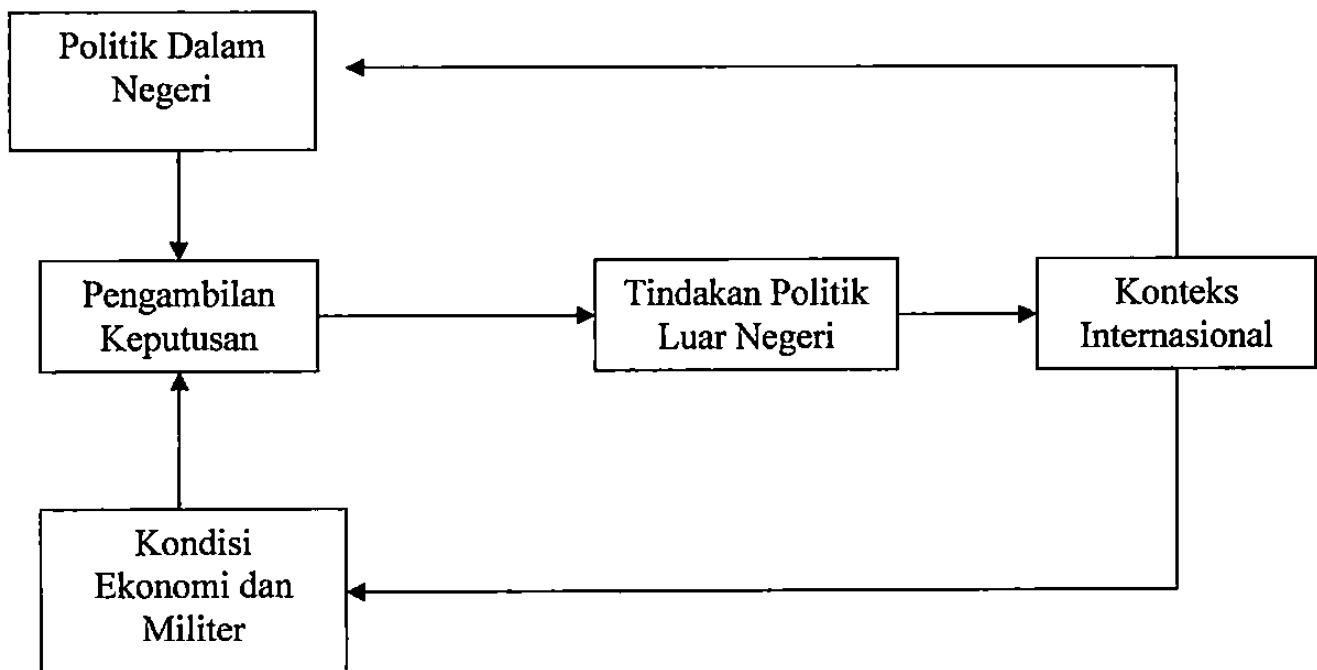 Politik Dalam
Negeri
Pengambilan
Keputusan
Tindakan Politik
Luar Negeri
Konteks
Internasional
Kondisi
Ekonomi dan
Militer